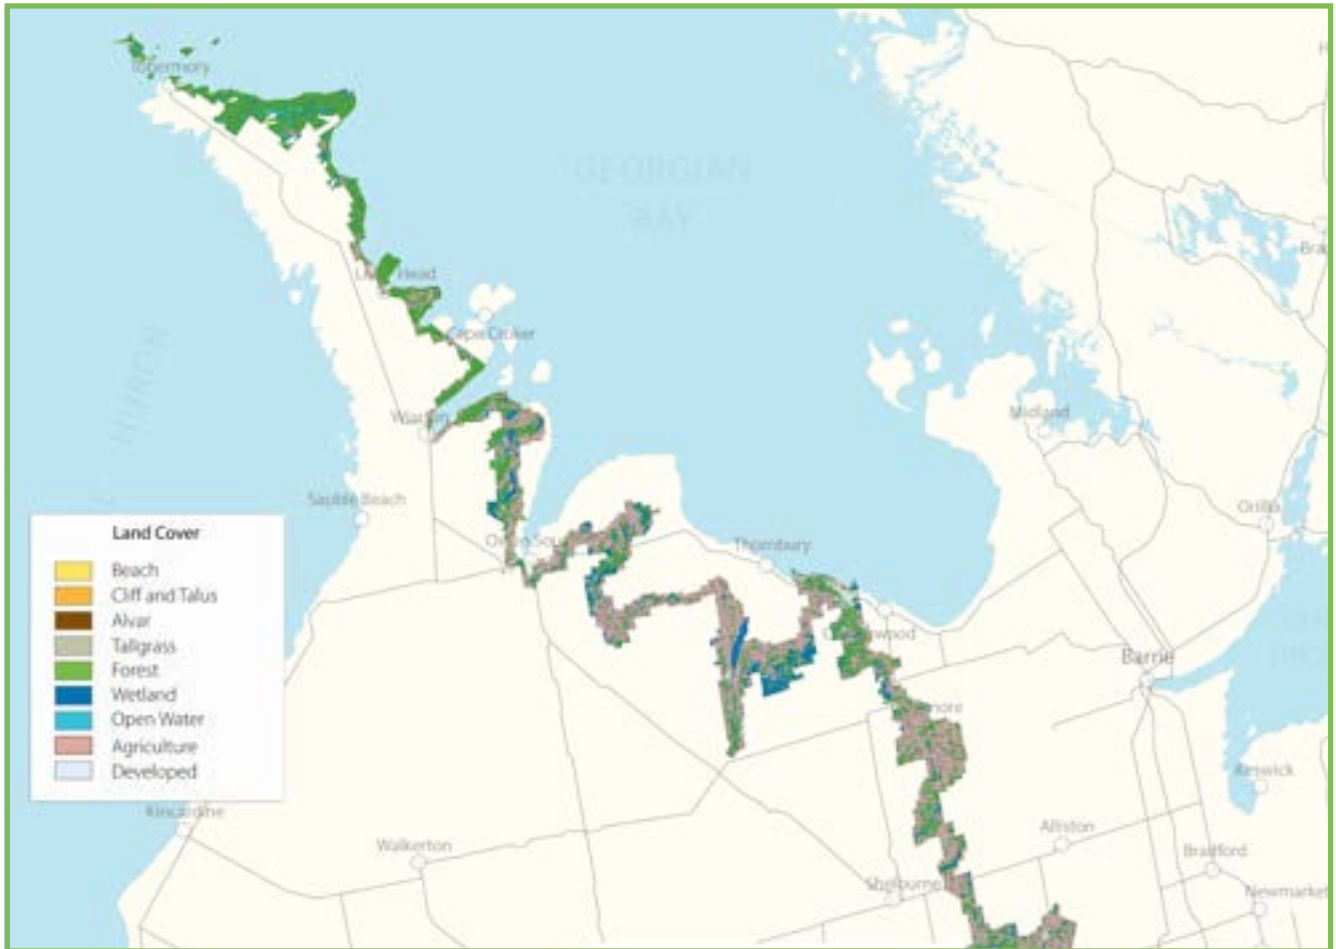 Tobermory
GEORGIAN
BAY
Head
Cape Croker
HURON
Wiarton
Midland
Sauble Beach
Orillia
Owen Sound
Thornbury
Land Cover
Beach
Cliff and Talus
Alvar
Tallgrass
Forest
Wetland
Open Water
Agriculture
Developed
Barrie
Keswick
Kincardine
Walkerton
Alliston
Bradford
Shelburne
Newmarket